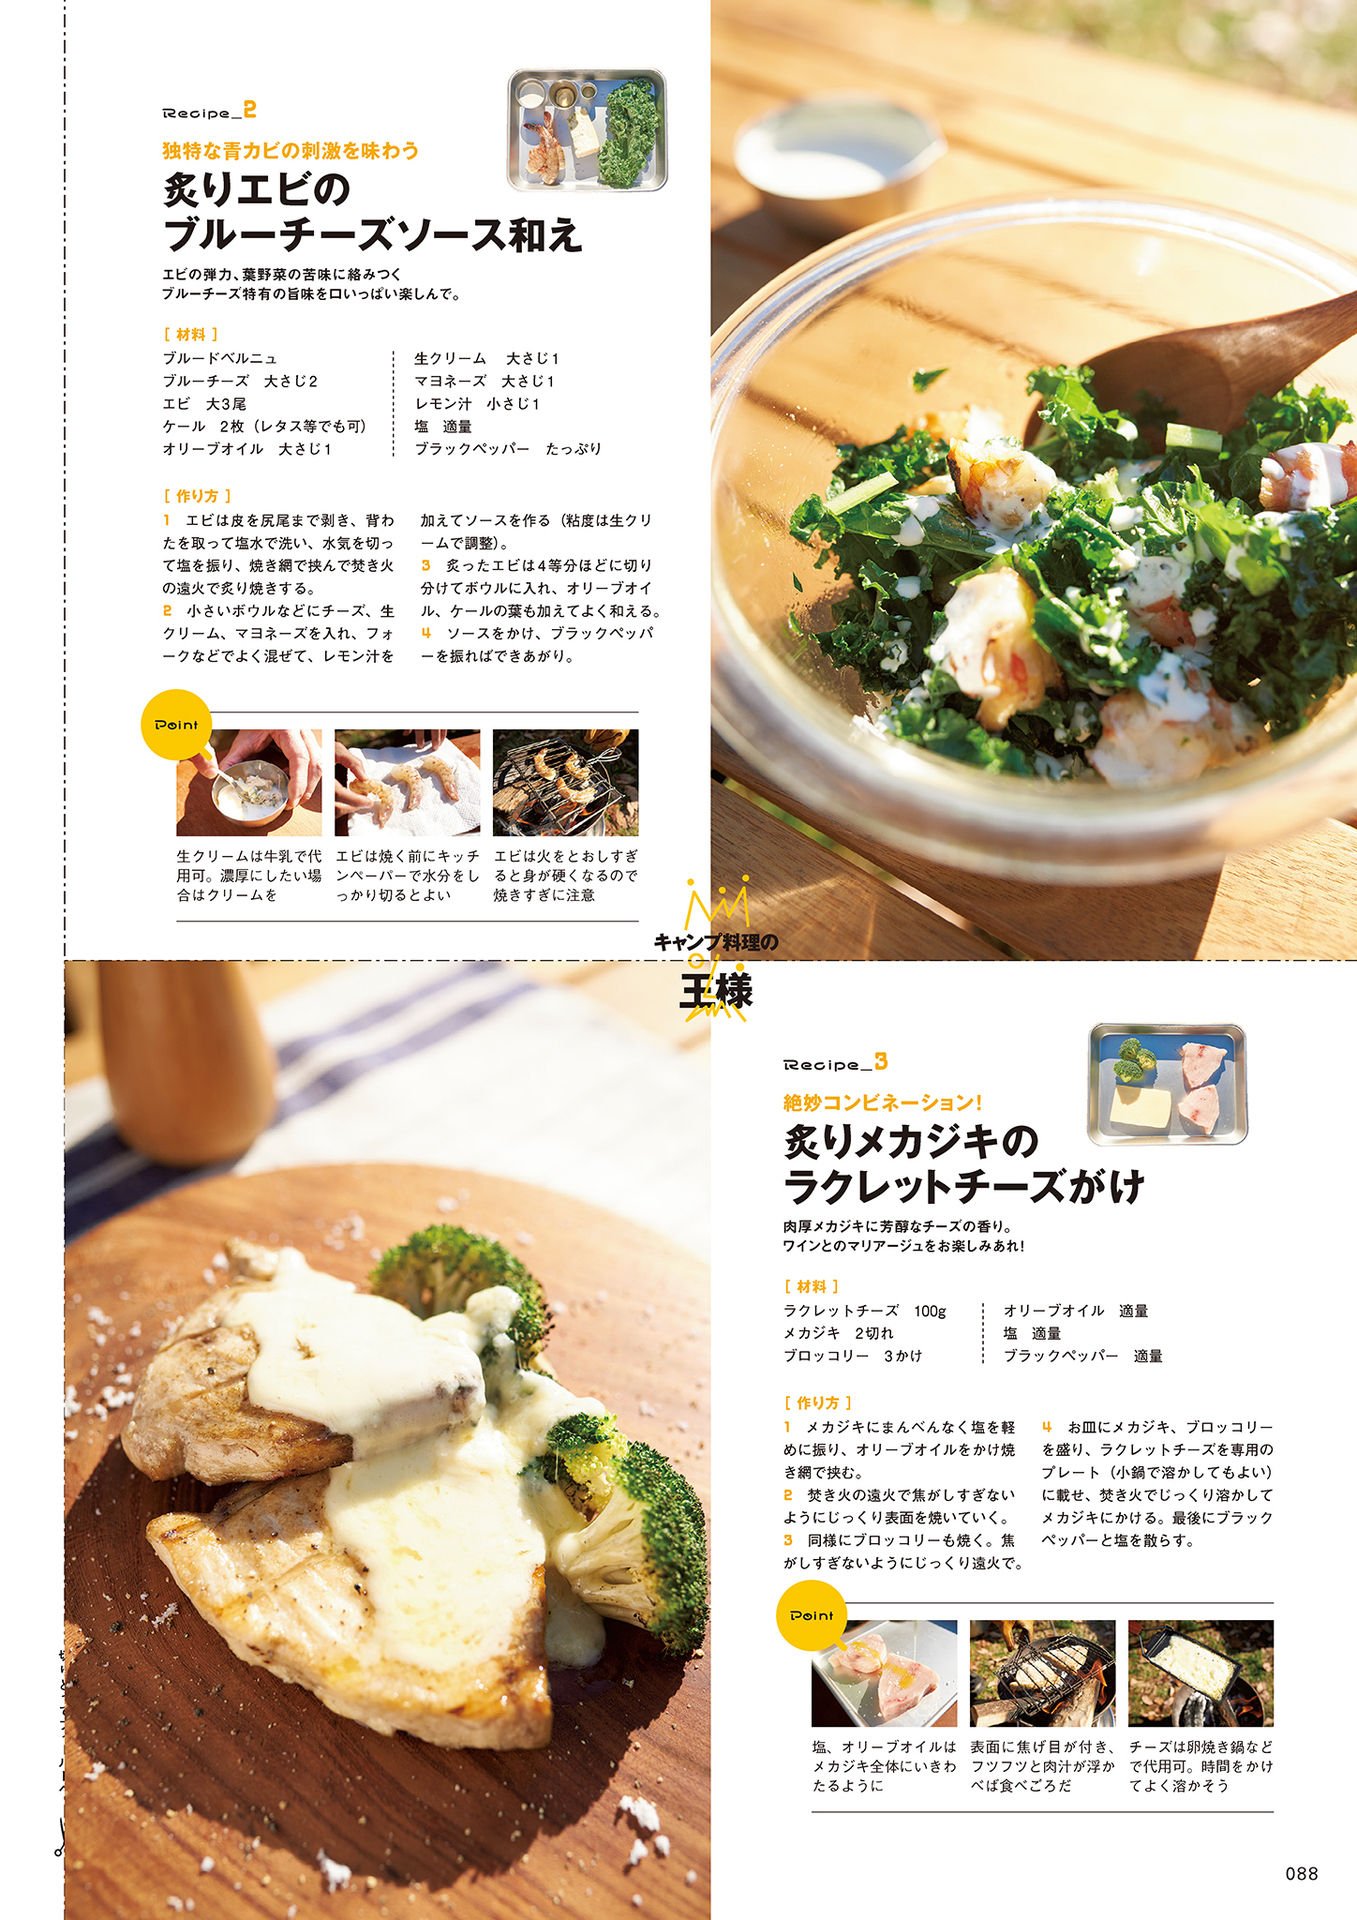 Recipe_2
独特な青カビの刺激を味わう
炙りエビの
ブルーチーズソース和え
エビの弾力、葉野菜の苦味に絡みつく
ブルーチーズ特有の旨味を口いっぱい楽しんで。
[ 材料 ]
ブルードベルニュ
ブルーチーズ　大さじ2
エビ　大3尾
ケール　2枚（レタス等でも可）
オリーブオイル　大さじ1
生クリーム　大さじ1
マヨネーズ　大さじ1
レモン汁　小さじ1
塩　適量
ブラックペッパー　たっぷり
[ 作り方 ]
1　エビは皮を尻尾まで剥き、背わ
たを取って塩水で洗い、水気を切っ
て塩を振り、焼き網で挟んで焚き火
の遠火で炙り焼きする。
2　小さいボウルなどにチーズ、生
クリーム、マヨネーズを入れ、フォ
ークなどでよく混ぜて、レモン汁を
加えてソースを作る（粘度は生クリ
ームで調整）。
3　炙ったエビは4等分ほどに切り
分けてボウルに入れ、オリーブオイ
ル、ケールの葉も加えてよく和える。
4　ソースをかけ、ブラックペッパ
ーを振ればできあがり。
Point
生クリームは牛乳で代
用可。濃厚にしたい場
合はクリームを
エビは焼く前にキッチ
ンペーパーで水分をし
っかり切るとよい
エビは火をとおしすぎ
ると身が硬くなるので
焼きすぎに注意
キャンプ料理の
王様
Recipe_3
絶妙コンビネーション！
炙りメカジキの
ラクレットチーズがけ
肉厚メカジキに芳醇なチーズの香り。
ワインとのマリアージュをお楽しみあれ！
[ 材料 ]
ラクレットチーズ　100g
メカジキ　2切れ
ブロッコリー　3かけ
オリーブオイル　適量
塩　適量
ブラックペッパー　適量
[ 作り方 ]
1　メカジキにまんべんなく塩を軽
めに振り、オリーブオイルをかけ焼
き網で挟む。
2　焚き火の遠火で焦がしすぎない
ようにじっくり表面を焼いていく。
3　同様にブロッコリーも焼く。焦
がしすぎないようにじっくり遠火で。
4　お皿にメカジキ、ブロッコリー
を盛り、ラクレットチーズを専用の
プレート（小鍋で溶かしてもよい）
に載せ、焚き火でじっくり溶かして
メカジキにかける。最後にブラック
ペッパーと塩を散らす。
Point
塩、オリーブオイルは
メカジキ全体にいきわ
たるように
表面に焦げ目が付き、
フツフツと肉汁が浮か
べば食べごろだ
チーズは卵焼き鍋など
で代用可。時間をかけ
てよく溶かそう
088